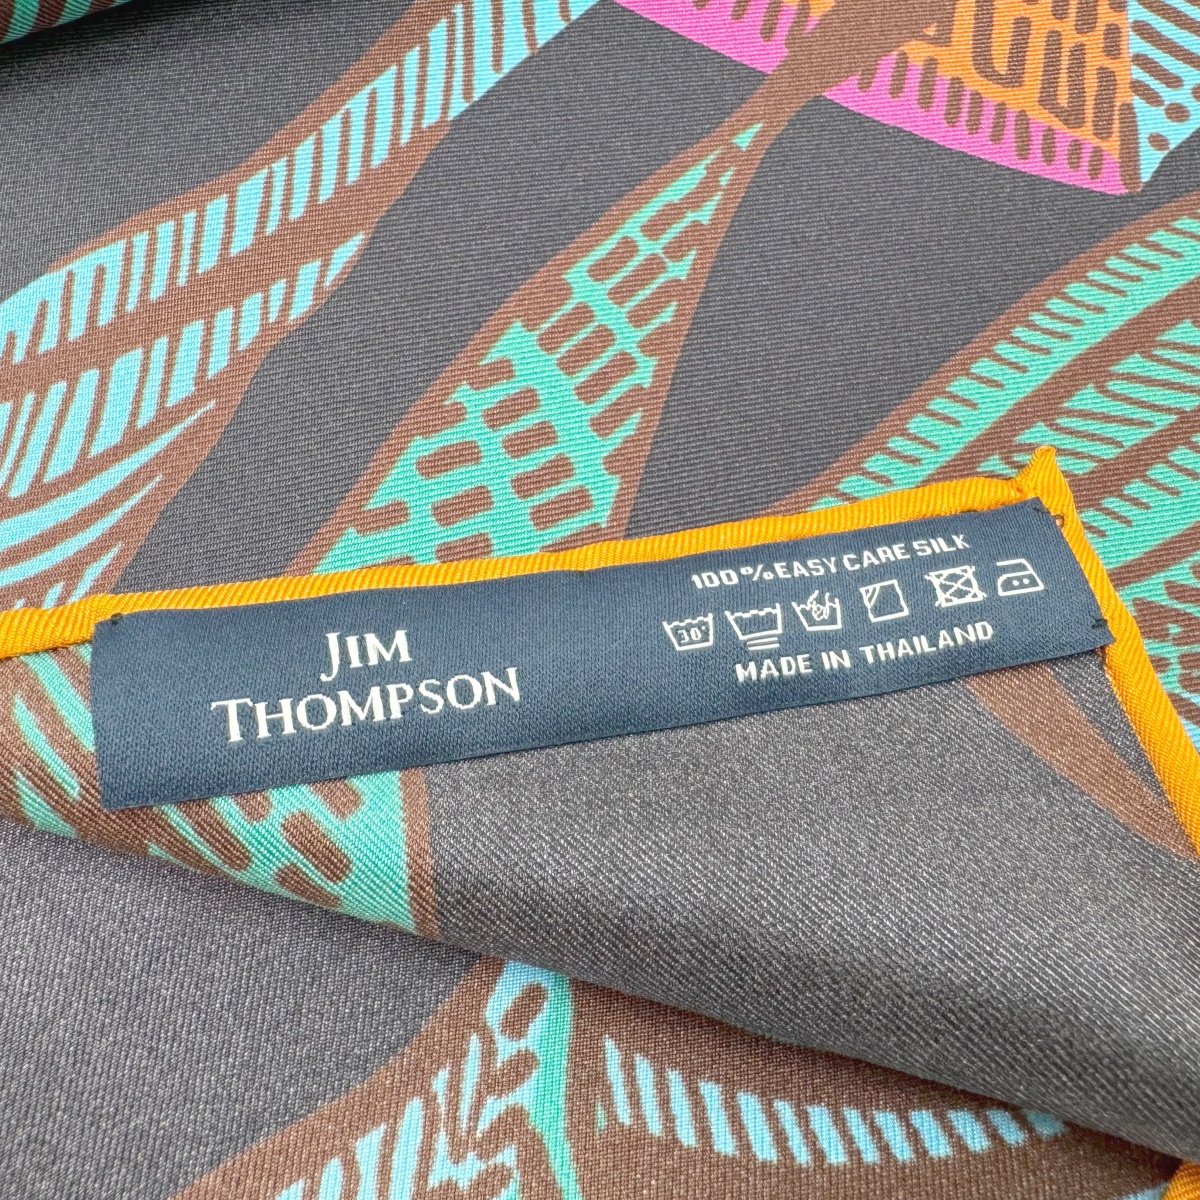 JIM
THOMPSON
100% EASY CARE SILK
30°
MADE IN THAILAND